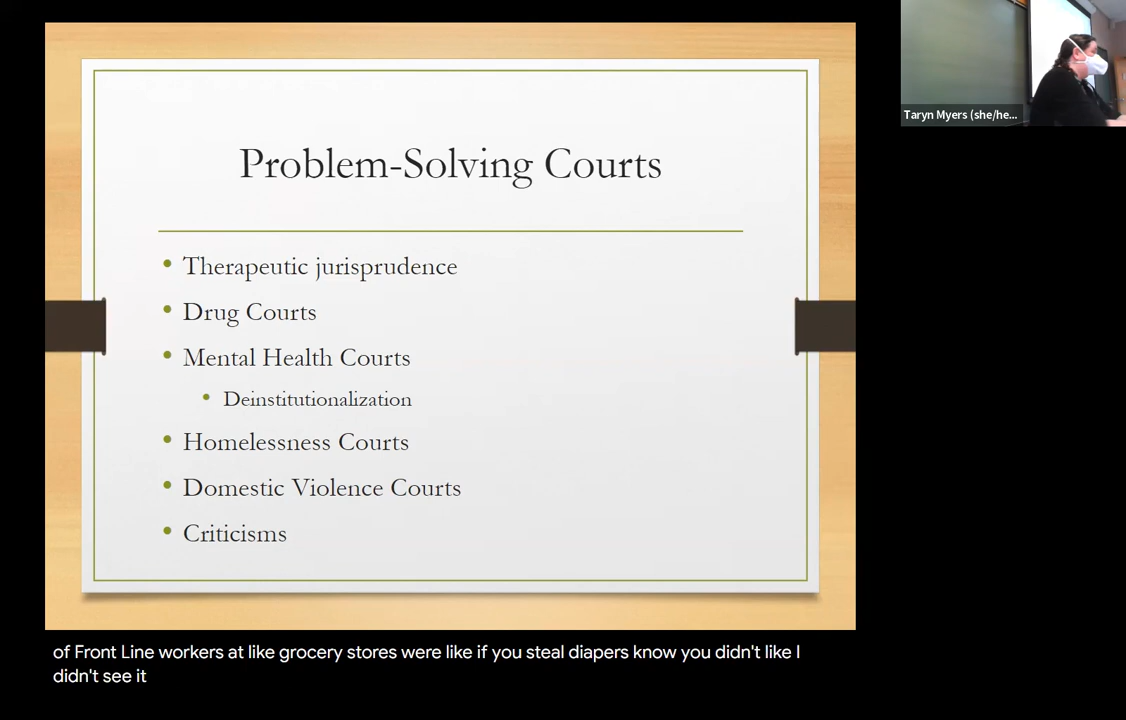 Problem-Solving Courts
Therapeutic jurisprudence
Drug Courts
Mental Health Courts
Deinstitutionalization
Homelessness Courts
Domestic Violence Courts
Criticisms
Taryn Myers (she/he...
of Front Line workers at like grocery stores were like if you steal diapers know you didn't like I
didn't see it